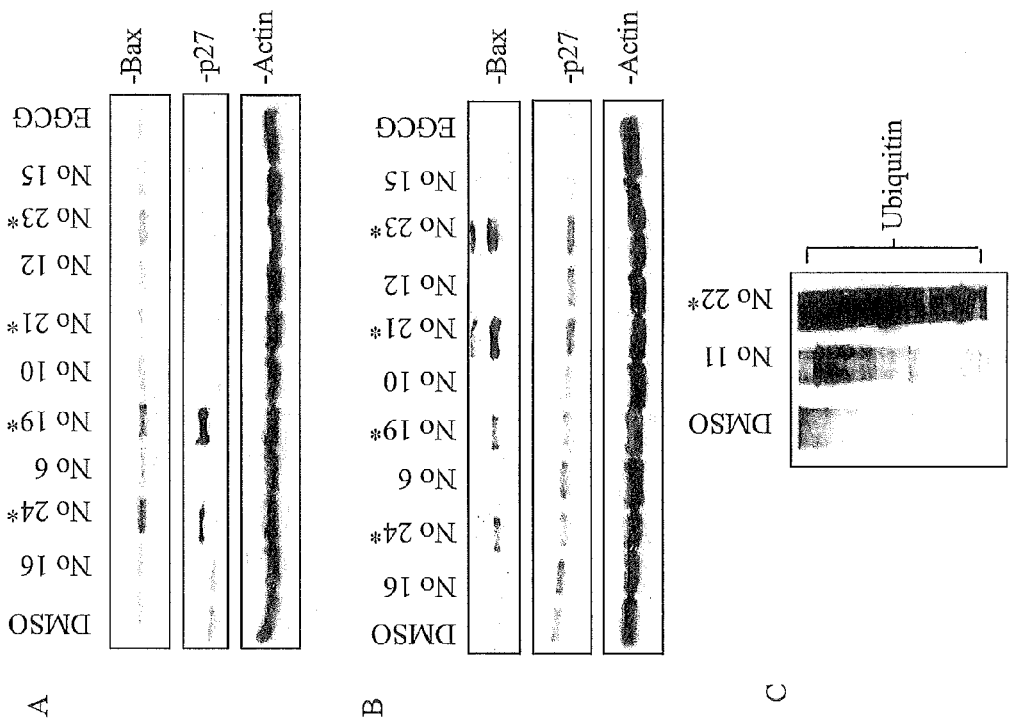 A
DMSO
No 16
No 24*
No 6
No 19*
No 10
No 21*
No 12
No 23*
No 15
EGCG
-Bax
-p27
-Actin
B
DMSO
No 16
No 24*
No 6
No 19*
No 10
No 21*
No 12
No 23*
No 15
EGCG
-Bax
-p27
-Actin
C
DMSO
No 11
No 22*
Ubiquitin